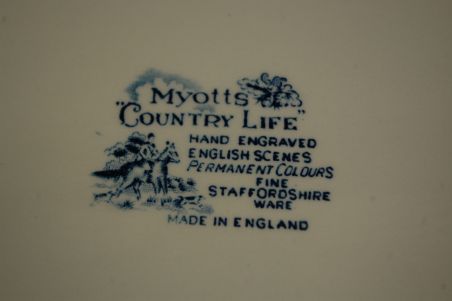 Myotts
"COUNTRY LIFE"
HAND ENGRAVED
ENGLISH SCENES
PERMANENT COLOURS
FINE
STAFFORDSHIRE
WARE
MADE IN ENGLAND